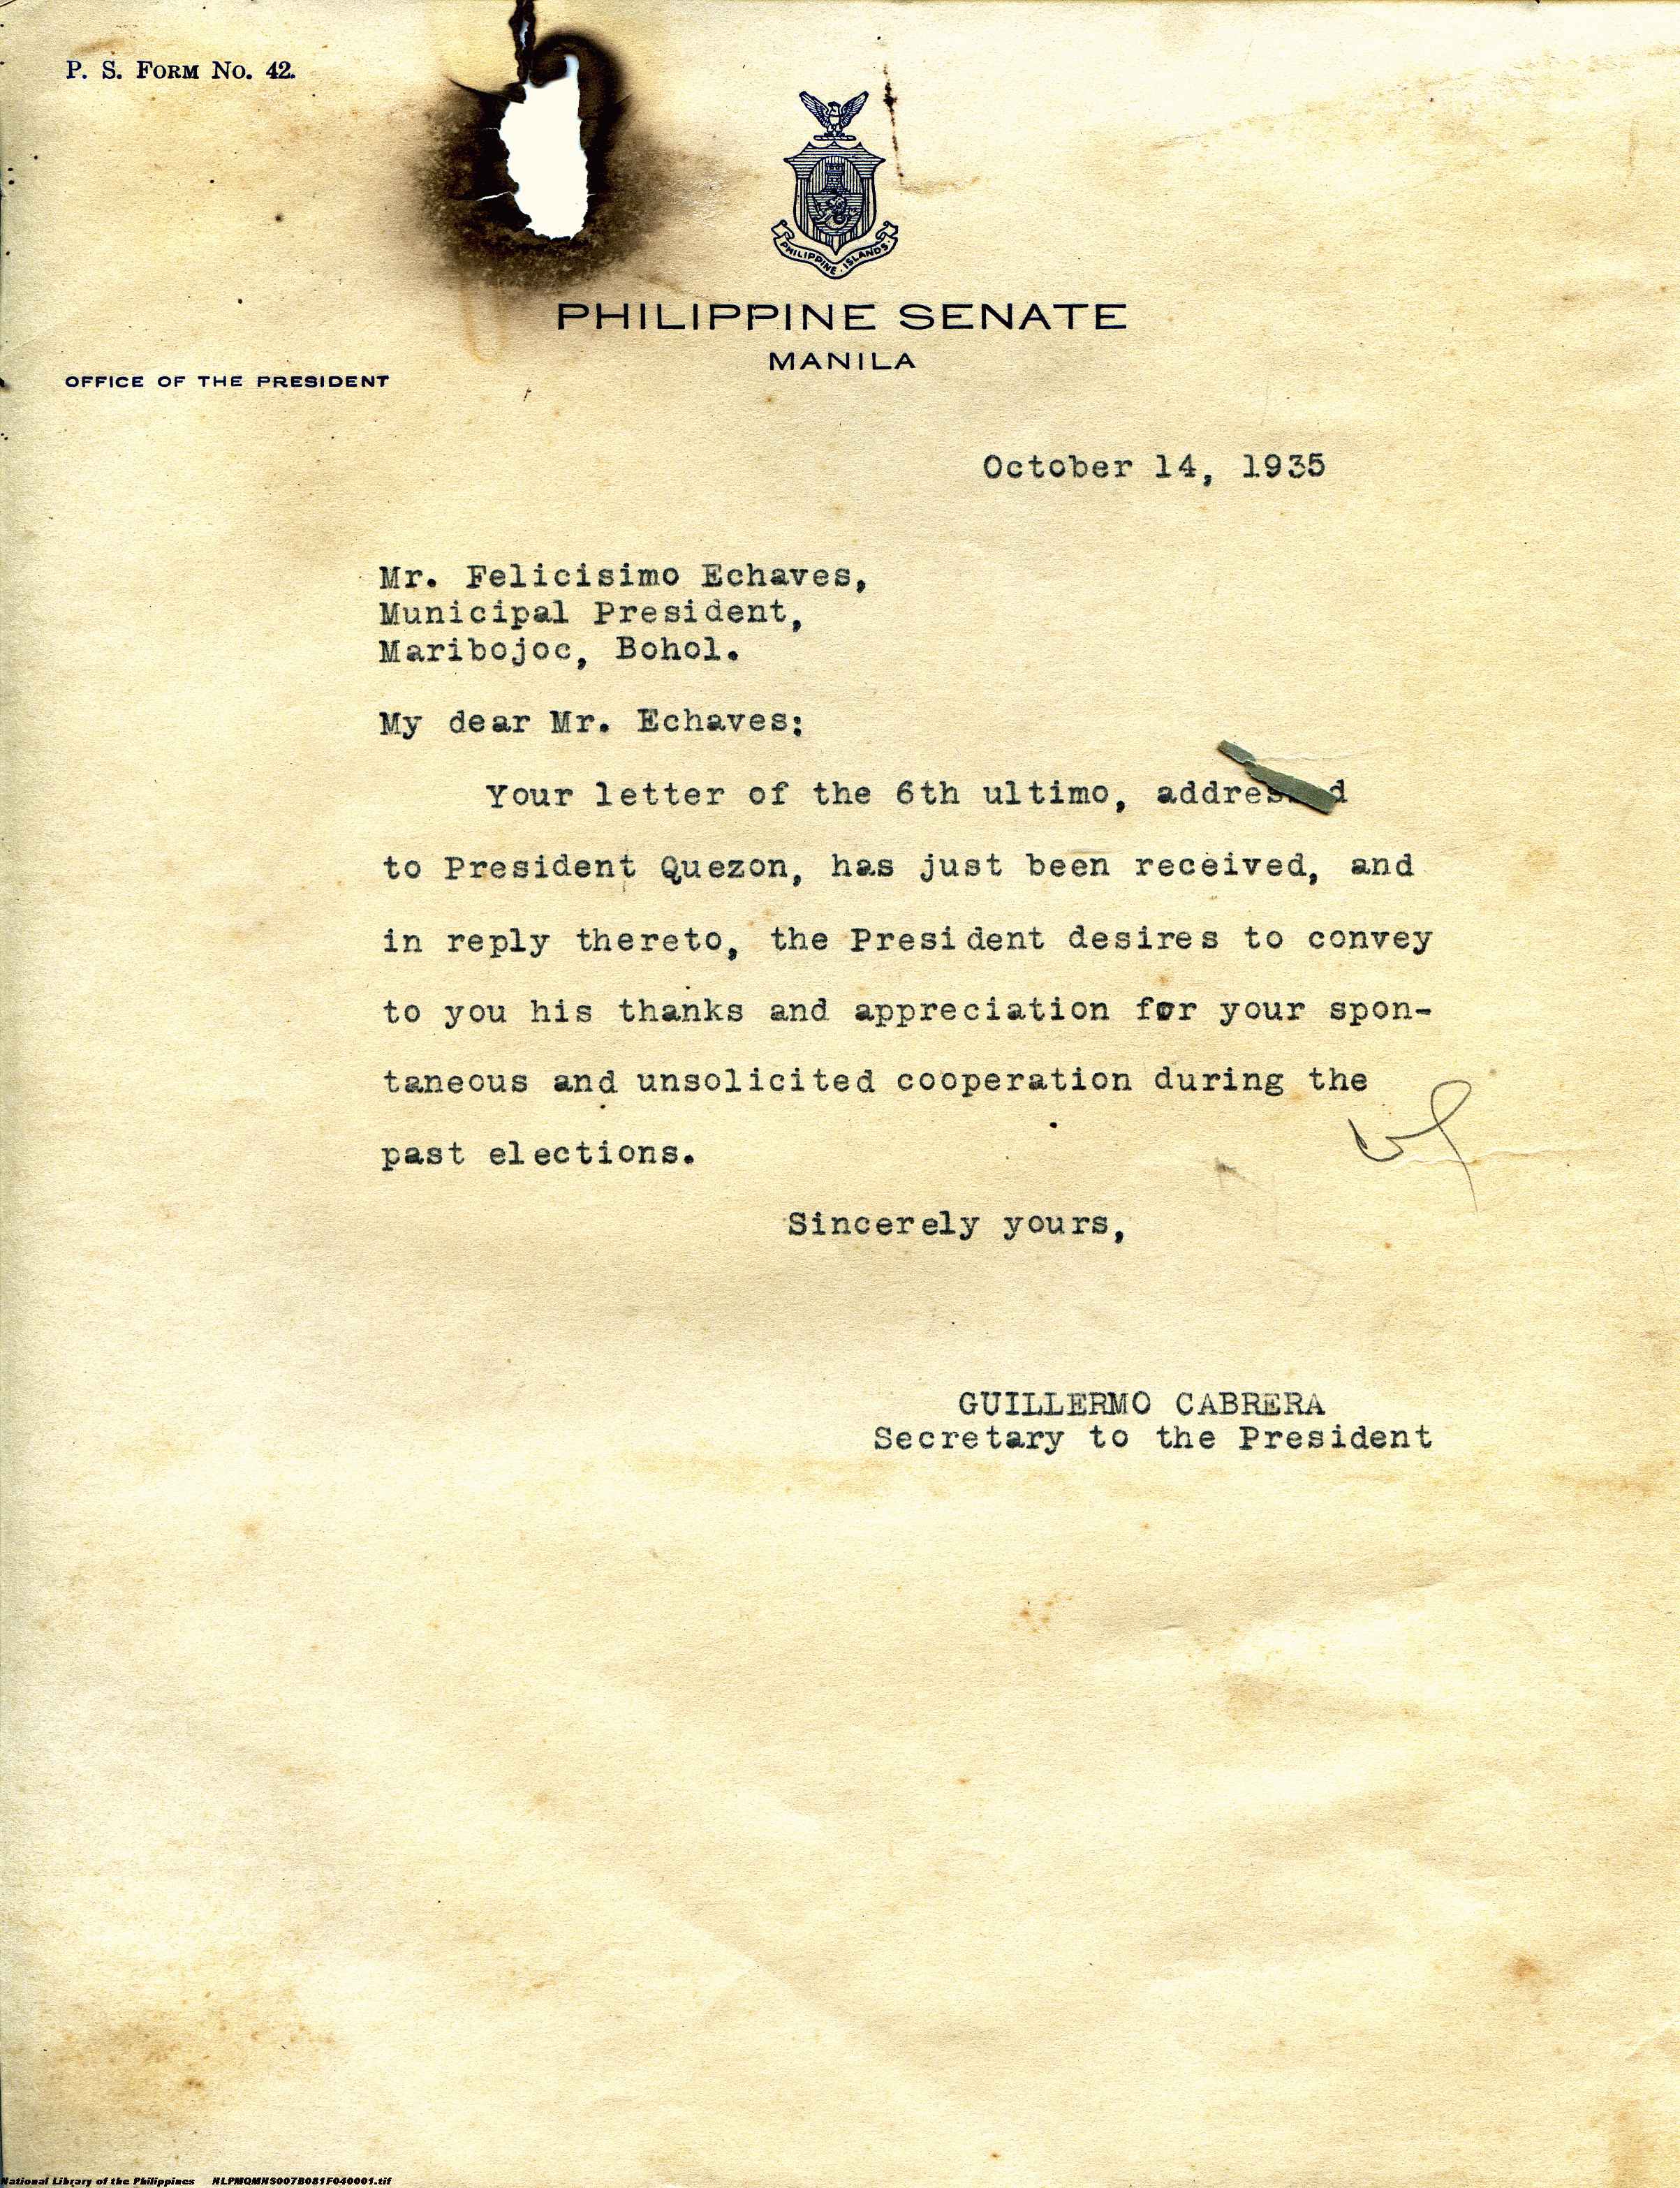 P. S. FORM NO. 42.
PHILIPPINE ISLANDS
PHILIPPINE SENATE
MANILA
OFFICE OF THE PRESIDENT
October 14, 1935
Mr. Felicisimo Echaves,
Municipal President,
Maribojoc, Bohol.
My dear Mr. Echaves:
Your letter of the 6th ultimo, addressed
to President Quezon, has just been received, and
in reply thereto, the President desires to convey
to you his thanks and appreciation for your spon-
taneous and unsolicited cooperation during the
past elections.
Sincerely yours,
GUILLERMO CABRERA
Secretary to the President
National Library of the Philippines NLPMQMNS007B081F040001.tif